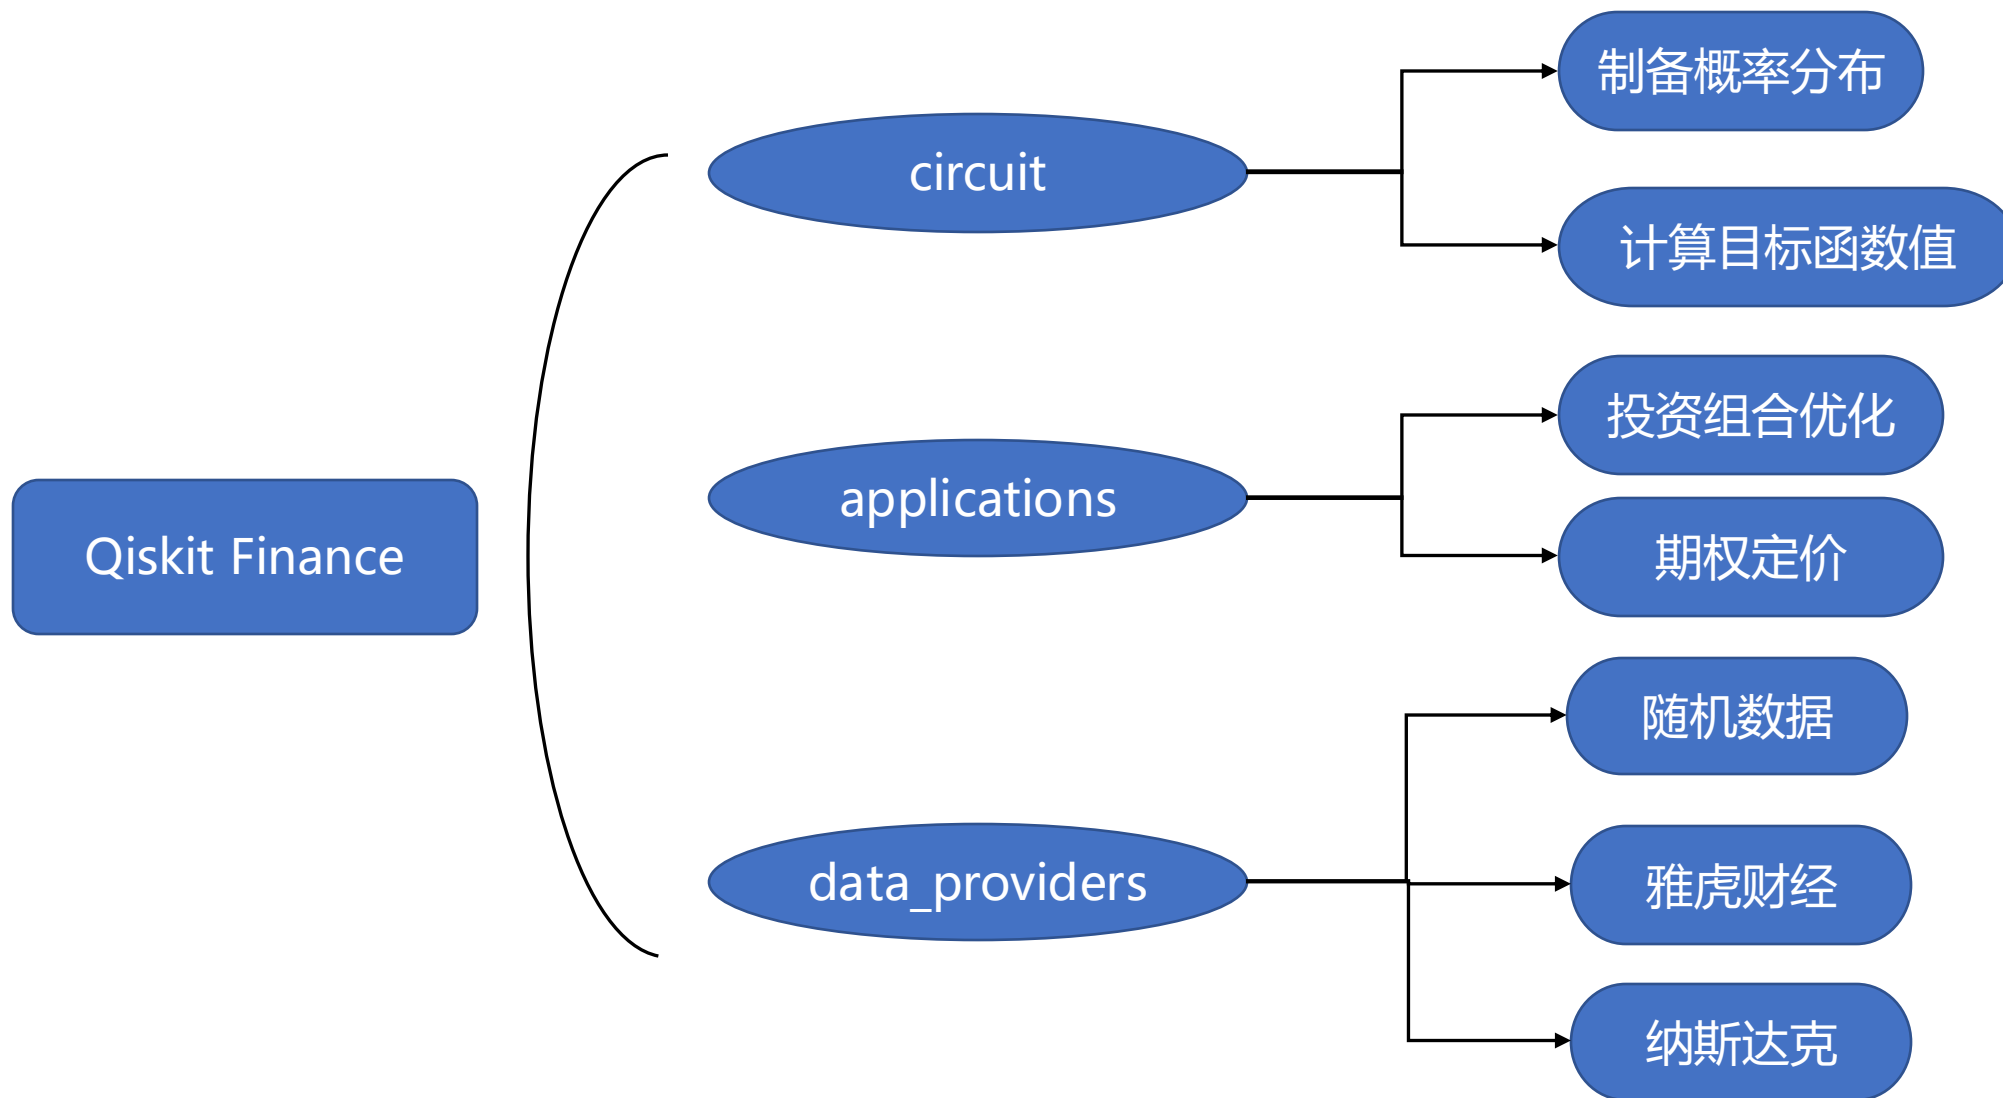 Qiskit Finance
circuit
制备概率分布
计算目标函数值
applications
投资组合优化
期权定价
data_providers
随机数据
雅虎财经
纳斯达克